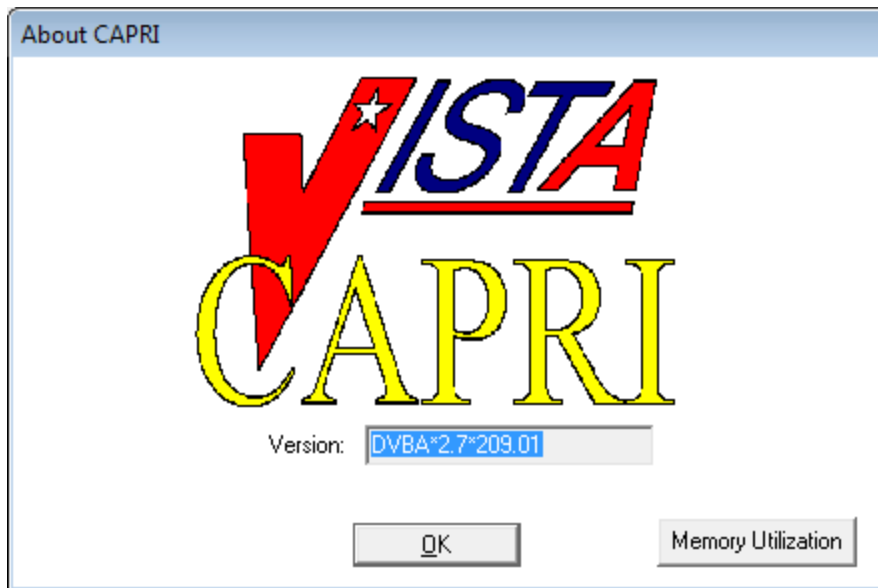 About CAPRI
VISTA
CAPRI
Version: DVBA*2.7*209.01
OK Memory Utilization